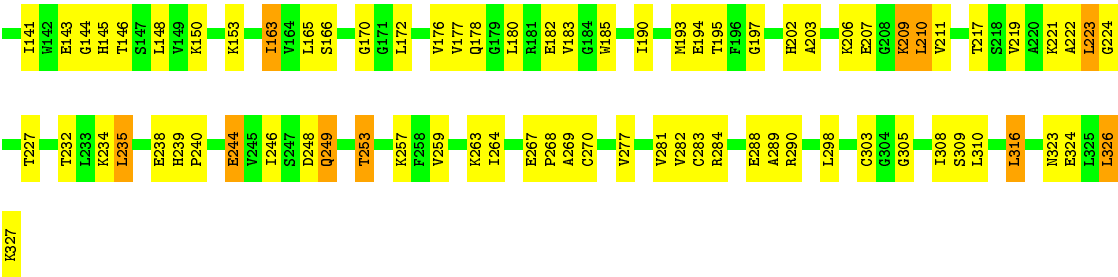 I141 W142 E143 G144 H145 T146 S147 L148 V149 K150 K153 I163 V164 L165 S166 G170 G171 L172 V176 V177 Q178 G179 L180 R181 E182 V183 G184 W185 I190 M193 E194 T195 F196 G197 H202 A203 K206 E207 G208 K209 L210 V211 T217 S218 V219 A220 K221 A222 L223 G224
T227 T232 L233 K234 L235 E238 H239 P240 E244 V245 I246 S247 D248 Q249 T253 K257 F258 V259 K263 I264 E267 P268 A269 C270 V277 V281 V282 C283 R284 E288 A289 R290 L298 C303 G304 G305 I308 S309 L310 L316 N323 E324 L325 L326
K327